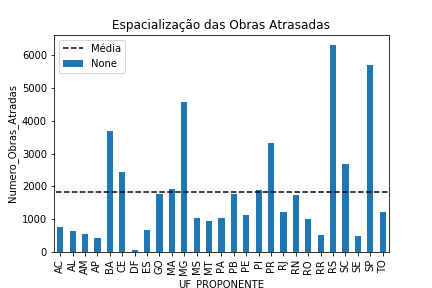 Espacialização das Obras Atrasadas
Numero_Obras_Atradas
6000
5000
4000
3000
2000
1000
0
Média
None
AC AL AM AP BA CE DF ES GO MA MG MS MT PA PB PE PI PR RJ RN RO RR RS SC SE SP TO
UF_PROPONENTE